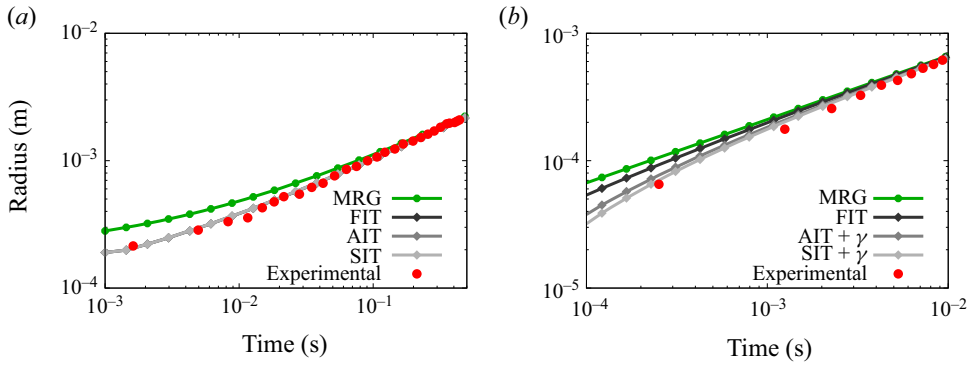 (a)
10⁻²
Radius (m)
10⁻³
10⁻⁴
MRG
FIT
AIT
SIT
Experimental
10⁻³
10⁻²
10⁻¹
Time (s)
(b)
10⁻³
10⁻⁴
10⁻⁵
MRG
FIT
AIT + γ
SIT + γ
Experimental
10⁻⁴
10⁻³
10⁻²
Time (s)